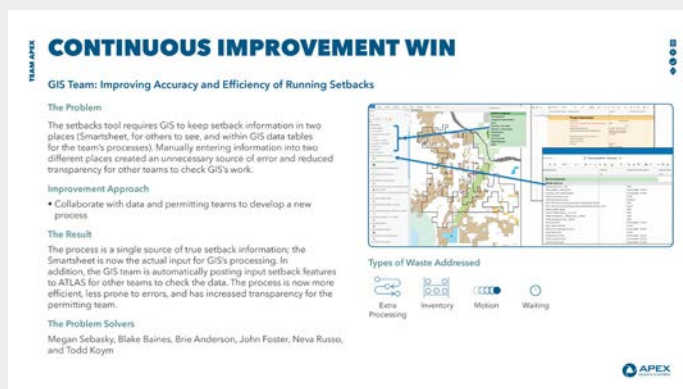 TEAM APEX
CONTINUOUS IMPROVEMENT WIN
GIS Team: Improving Accuracy and Efficiency of Running Setbacks
The Problem
The setbacks tool requires GIS to keep setback information in two
places (Smartsheet, for others to see, and within GIS data tables
for the team's processes). Manually entering information into two
different places created an unnecessary source of error and reduced
transparency for other teams to check GIS's work.
Improvement Approach
• Collaborate with data and permitting teams to develop a new
process
The Result
The process is a single source of true setback information; the
Smartsheet is now the actual input for GIS's processing. In
addition, the GIS team is automatically posting input setback features
to ATLAS for other teams to check the data. The process is now more
efficient, less prone to errors, and has increased transparency for the
permitting team.
The Problem Solvers
Megan Sebasky, Blake Baines, Brie Anderson, John Foster, Neva Russo,
and Todd Koym
Types of Waste Addressed
Extra
Processing
Inventory
Motion
Waiting
APEX